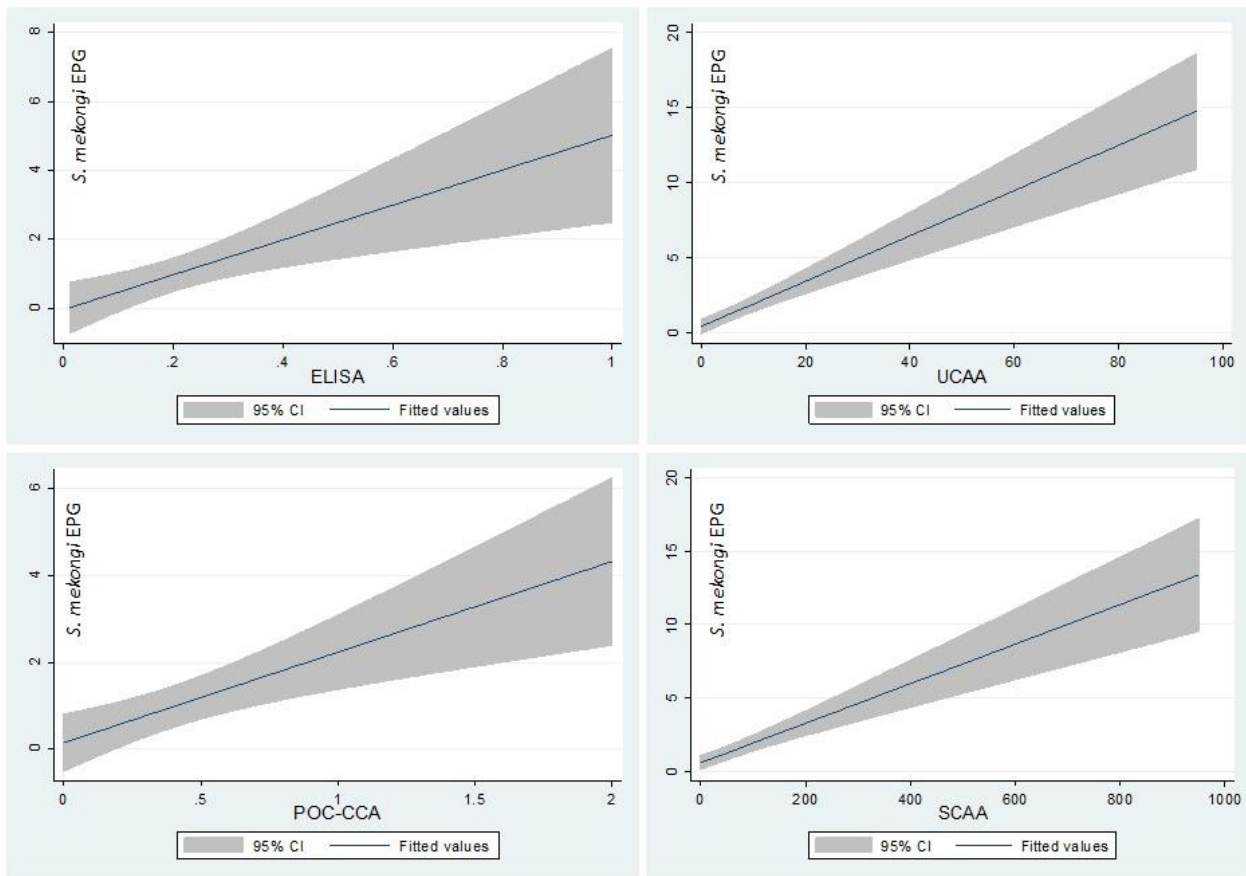 S. mekongi EPG
8
6
4
2
0
0 .2 .4 .6 .8 1
ELISA
95% CI Fitted values
S. mekongi EPG
20
15
10
5
0
0 20 40 60 80 100
UCAA
95% CI Fitted values
S. mekongi EPG
6
4
2
0
0 .5 1 1.5 2
POC-CCA
95% CI Fitted values
S. mekongi EPG
20
15
10
5
0
0 200 400 600 800 1000
SCAA
95% CI Fitted values